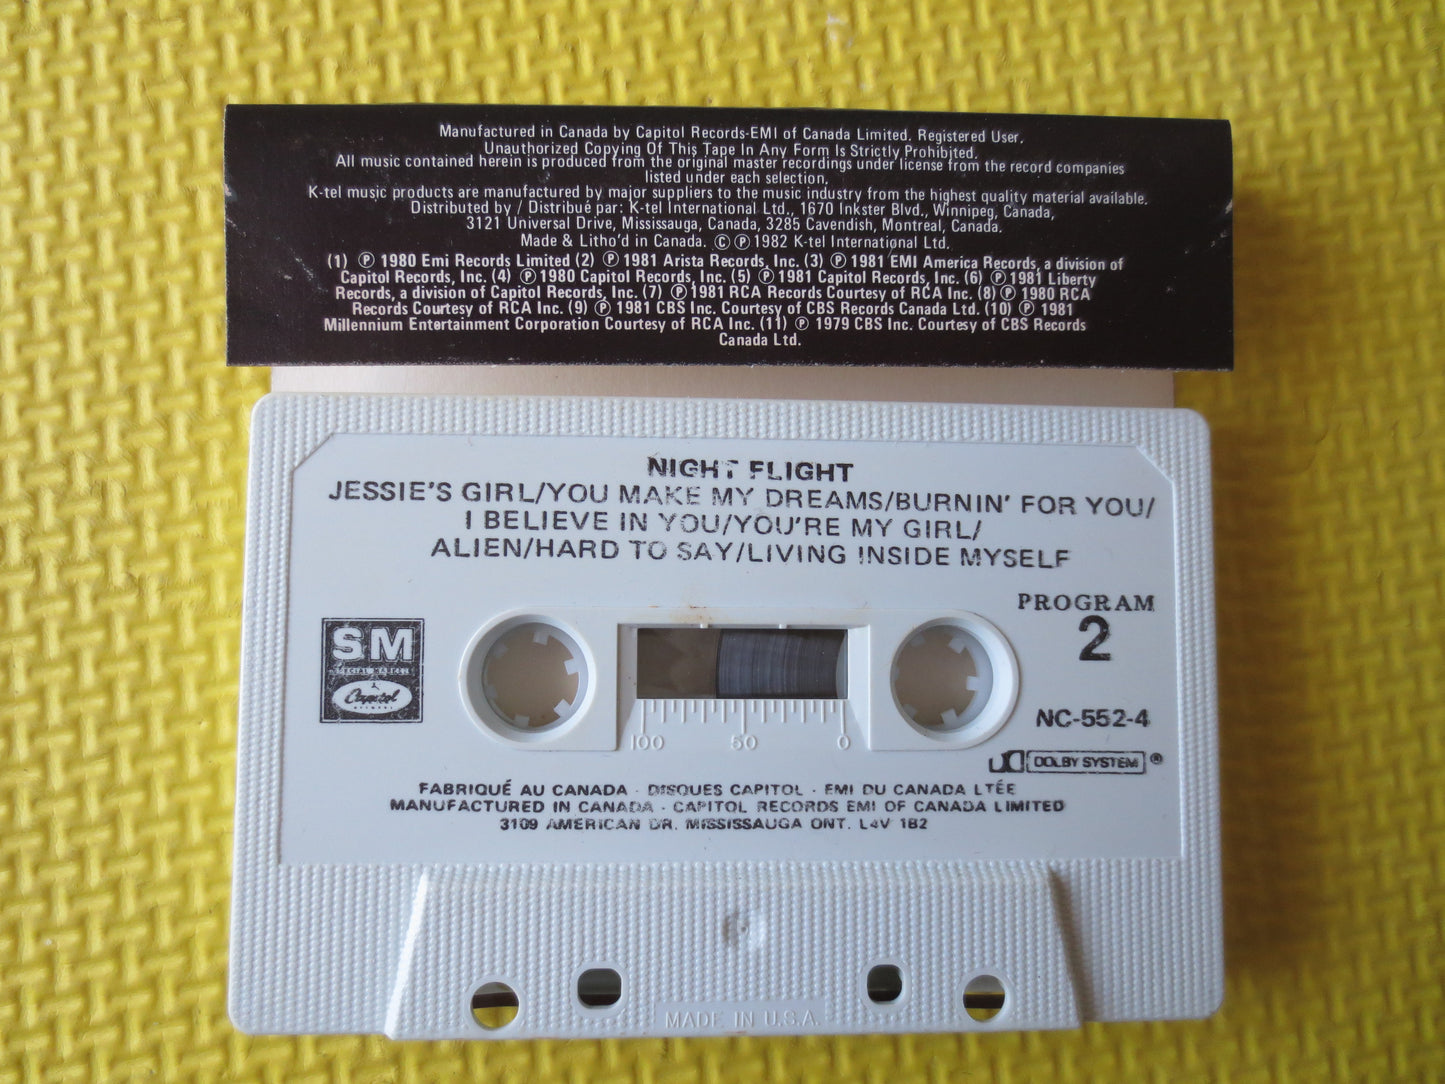 Manufactured in Canada by Capitol Records-EMI of Canada Limited. Registered User.
Unauthorized Copying Of This Tape In Any Form Is Strictly Prohibited.
All music contained herein is produced from the original master recordings under license from the record companies
listed under each selection.
K-tel music products are manufactured by major suppliers to the music industry from the highest quality material available.
Distributed by / Distribué par: K-tel International Ltd., 1670 Inkster Blvd., Winnipeg, Canada,
3121 Universal Drive, Mississauga, Canada, 3285 Cavendish, Montreal, Canada.
Made & Litho'd in Canada. © ℗ 1982 K-tel International Ltd.
(1) ℗ 1980 Emi Records Limited (2) ℗ 1981 Arista Records, Inc. (3) ℗ 1981 EMI America Records, a division of
Capitol Records, Inc. (4) ℗ 1980 Capitol Records, Inc. (5) ℗ 1981 Capitol Records, Inc. (6) ℗ 1981 Liberty
Records, a division of Capitol Records, Inc. (7) ℗ 1981 RCA Records Courtesy of RCA Inc. (8) ℗ 1980 RCA
Records Courtesy of RCA Inc. (9) ℗ 1981 CBS Inc. Courtesy of CBS Records Canada Ltd. (10) ℗ 1981
Millennium Entertainment Corporation Courtesy of RCA Inc. (11) ℗ 1979 CBS Inc. Courtesy of CBS Records
Canada Ltd.
NIGHT FLIGHT
JESSIE'S GIRL/YOU MAKE MY DREAMS/BURNIN' FOR YOU/
I BELIEVE IN YOU/YOU'RE MY GIRL/
ALIEN/HARD TO SAY/LIVING INSIDE MYSELF
PROGRAM
2
SM
SPECIAL MARKETS
Capitol
NC-552-4
100 50 0
DOLBY SYSTEM ®
FABRIQUÉ AU CANADA · DISQUES CAPITOL · EMI DU CANADA LTÉE
MANUFACTURED IN CANADA · CAPITOL RECORDS EMI OF CANADA LIMITED
3109 AMERICAN DR. MISSISSAUGA ONT. L4V 1B2
MADE IN U.S.A.